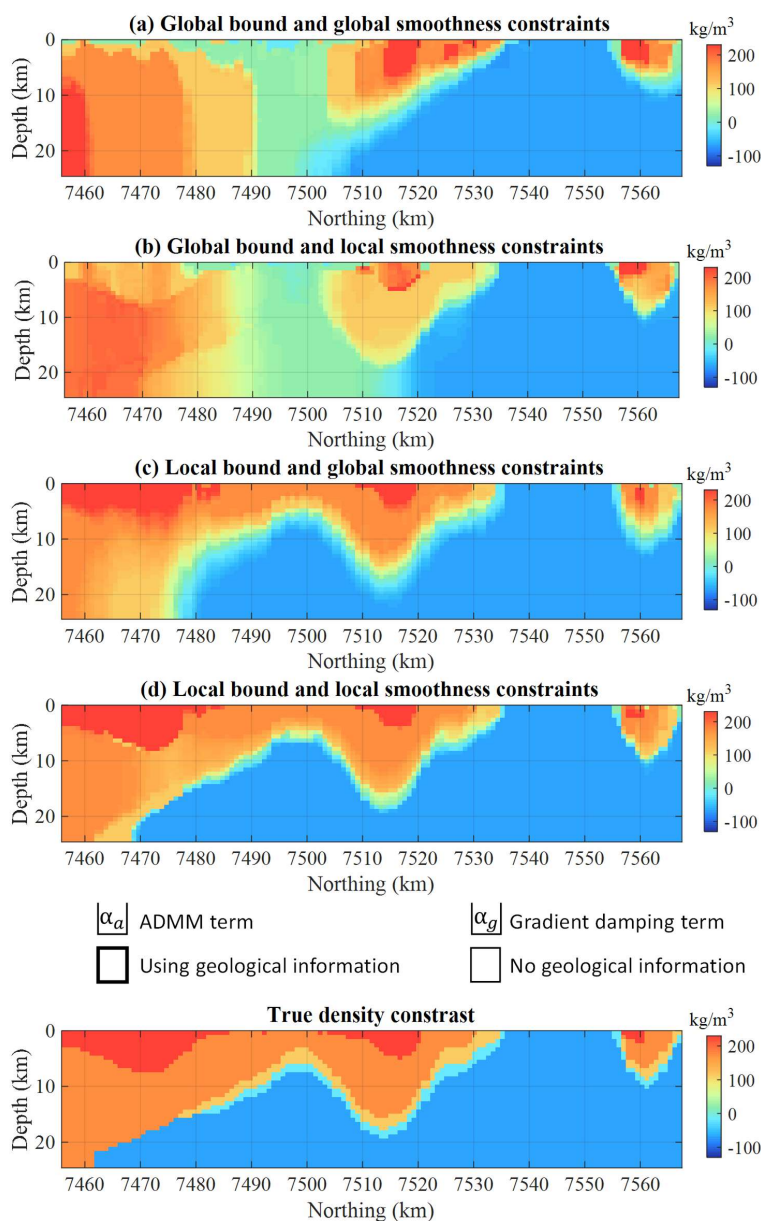 (a) Global bound and global smoothness constraints
kg/m³
Depth (km)
0
10
20
7460 7470 7480 7490 7500 7510 7520 7530 7540 7550 7560
Northing (km)
200
100
0
-100
(b) Global bound and local smoothness constraints
kg/m³
Depth (km)
0
10
20
7460 7470 7480 7490 7500 7510 7520 7530 7540 7550 7560
Northing (km)
200
100
0
-100
(c) Local bound and global smoothness constraints
kg/m³
Depth (km)
0
10
20
7460 7470 7480 7490 7500 7510 7520 7530 7540 7550 7560
Northing (km)
200
100
0
-100
(d) Local bound and local smoothness constraints
kg/m³
Depth (km)
0
10
20
7460 7470 7480 7490 7500 7510 7520 7530 7540 7550 7560
Northing (km)
200
100
0
-100
αa ADMM term
αg Gradient damping term
Using geological information
No geological information
True density constrast
kg/m³
Depth (km)
0
10
20
7460 7470 7480 7490 7500 7510 7520 7530 7540 7550 7560
Northing (km)
200
100
0
-100